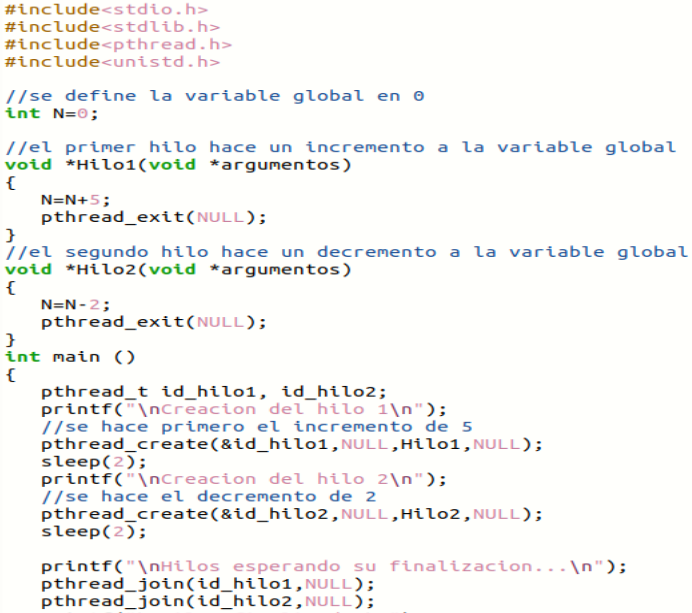 #include<stdio.h>
#include<stdlib.h>
#include<pthread.h>
#include<unistd.h>

//se define la variable global en 0
int N=0;

//el primer hilo hace un incremento a la variable global
void *Hilo1(void *argumentos)
{
    N=N+5;
    pthread_exit(NULL);
}
//el segundo hilo hace un decremento a la variable global
void *Hilo2(void *argumentos)
{
    N=N-2;
    pthread_exit(NULL);
}
int main ()
{
    pthread_t id_hilo1, id_hilo2;
    printf("\nCreacion del hilo 1\n");
    //se hace primero el incremento de 5
    pthread_create(&id_hilo1,NULL,Hilo1,NULL);
    sleep(2);
    printf("\nCreacion del hilo 2\n");
    //se hace el decremento de 2
    pthread_create(&id_hilo2,NULL,Hilo2,NULL);
    sleep(2);

    printf("\nHilos esperando su finalizacion...\n");
    pthread_join(id_hilo1,NULL);
    pthread_join(id_hilo2,NULL);